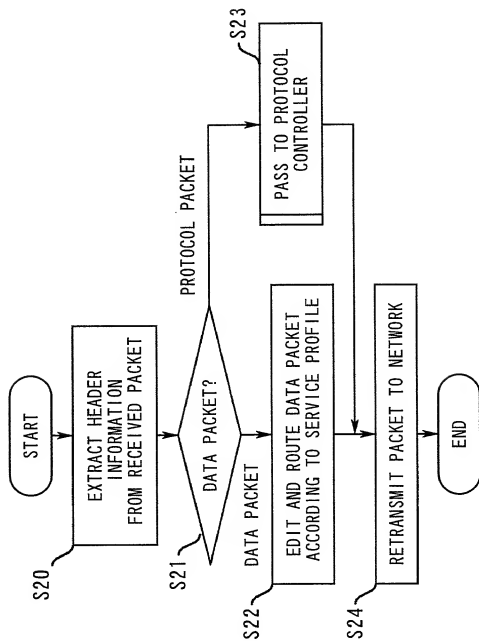 START
S20
EXTRACT HEADER
INFORMATION
FROM RECEIVED PACKET
S21
DATA PACKET?
PROTOCOL PACKET
DATA PACKET
S22
EDIT AND ROUTE DATA PACKET
ACCORDING TO SERVICE PROFILE
S23
PASS TO PROTOCOL
CONTROLLER
S24
RETRANSMIT PACKET TO NETWORK
END